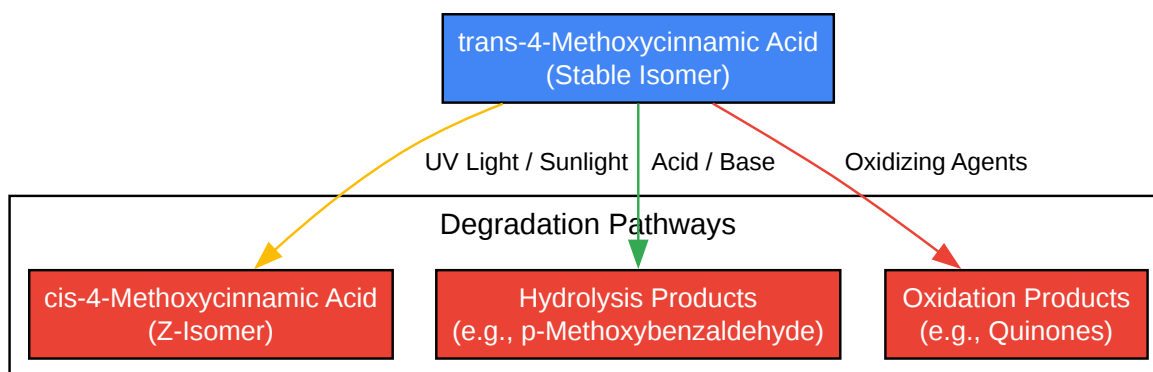 trans-4-Methoxycinnamic Acid
(Stable Isomer)
UV Light / Sunlight
Acid / Base
Oxidizing Agents
Degradation Pathways
cis-4-Methoxycinnamic Acid
(Z-Isomer)
Hydrolysis Products
(e.g., p-Methoxybenzaldehyde)
Oxidation Products
(e.g., Quinones)